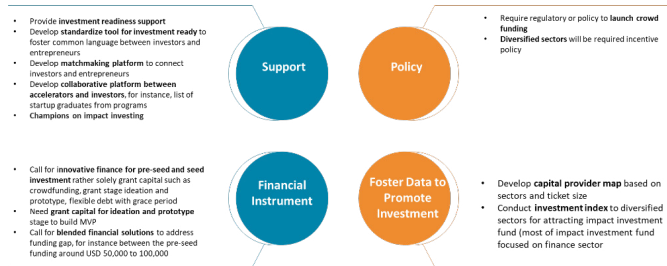 • Provide investment readiness support
• Develop standardize tool for investment ready to
foster common language between investors and
entrepreneurs
• Develop matchmaking platform to connect
investors and entrepreneurs
• Develop collaborative platform between
accelerators and investors, for instance, list of
startup graduates from programs
• Champions on impact investing
Support
Policy
• Require regulatory or policy to launch crowd
funding
• Diversified sectors will be required incentive
policy
• Call for innovative finance for pre-seed and seed
investment rather solely grant capital such as
crowdfunding, grant stage ideation and
prototype, flexible debt with grace period
• Need grant capital for ideation and prototype
stage to build MVP
• Call for blended financial solutions to address
funding gap, for instance between the pre-seed
funding around USD 50,000 to 100,000
Financial
Instrument
Foster Data to
Promote
Investment
• Develop capital provider map based on
sectors and ticket size
• Conduct investment index to diversified
sectors for attracting impact investment
fund (most of impact investment fund
focused on finance sector